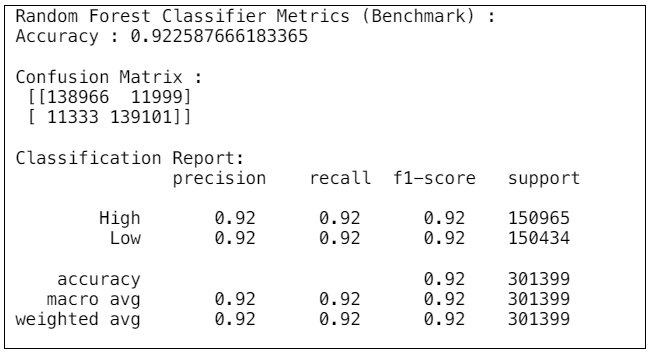 Random Forest Classifier Metrics (Benchmark) :
Accuracy : 0.922587666183365
Confusion Matrix :
[[138966  11999]
[ 11333 139101]]
Classification Report:
precision    recall  f1-score   support
High       0.92      0.92      0.92    150965
Low       0.92      0.92      0.92    150434
accuracy                           0.92    301399
macro avg       0.92      0.92      0.92    301399
weighted avg       0.92      0.92      0.92    301399